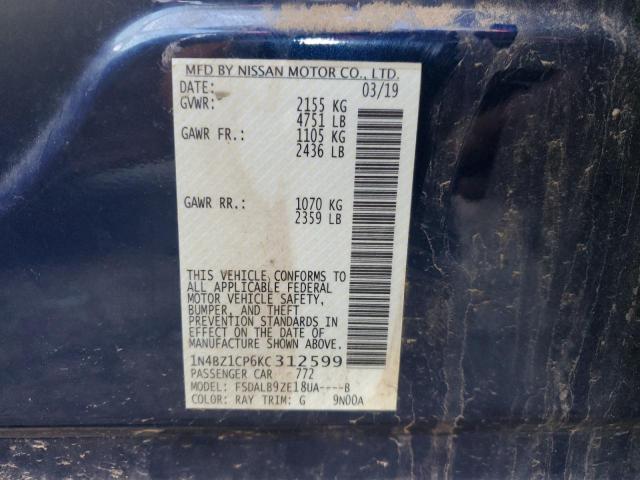 MFD BY NISSAN MOTOR CO., LTD.
DATE: 03/19
GVWR: 2155 KG
4751 LB
GAWR FR.: 1105 KG
2436 LB
GAWR RR.: 1070 KG
2359 LB
THIS VEHICLE CONFORMS TO
ALL APPLICABLE FEDERAL
MOTOR VEHICLE SAFETY,
BUMPER, AND THEFT
PREVENTION STANDARDS IN
EFFECT ON THE DATE OF
MANUFACTURE SHOWN ABOVE.
1N4BZ1CP6KC312599
PASSENGER CAR 772
MODEL: FSDALB9ZE18UA----B
COLOR: RAY TRIM: G 9N00A